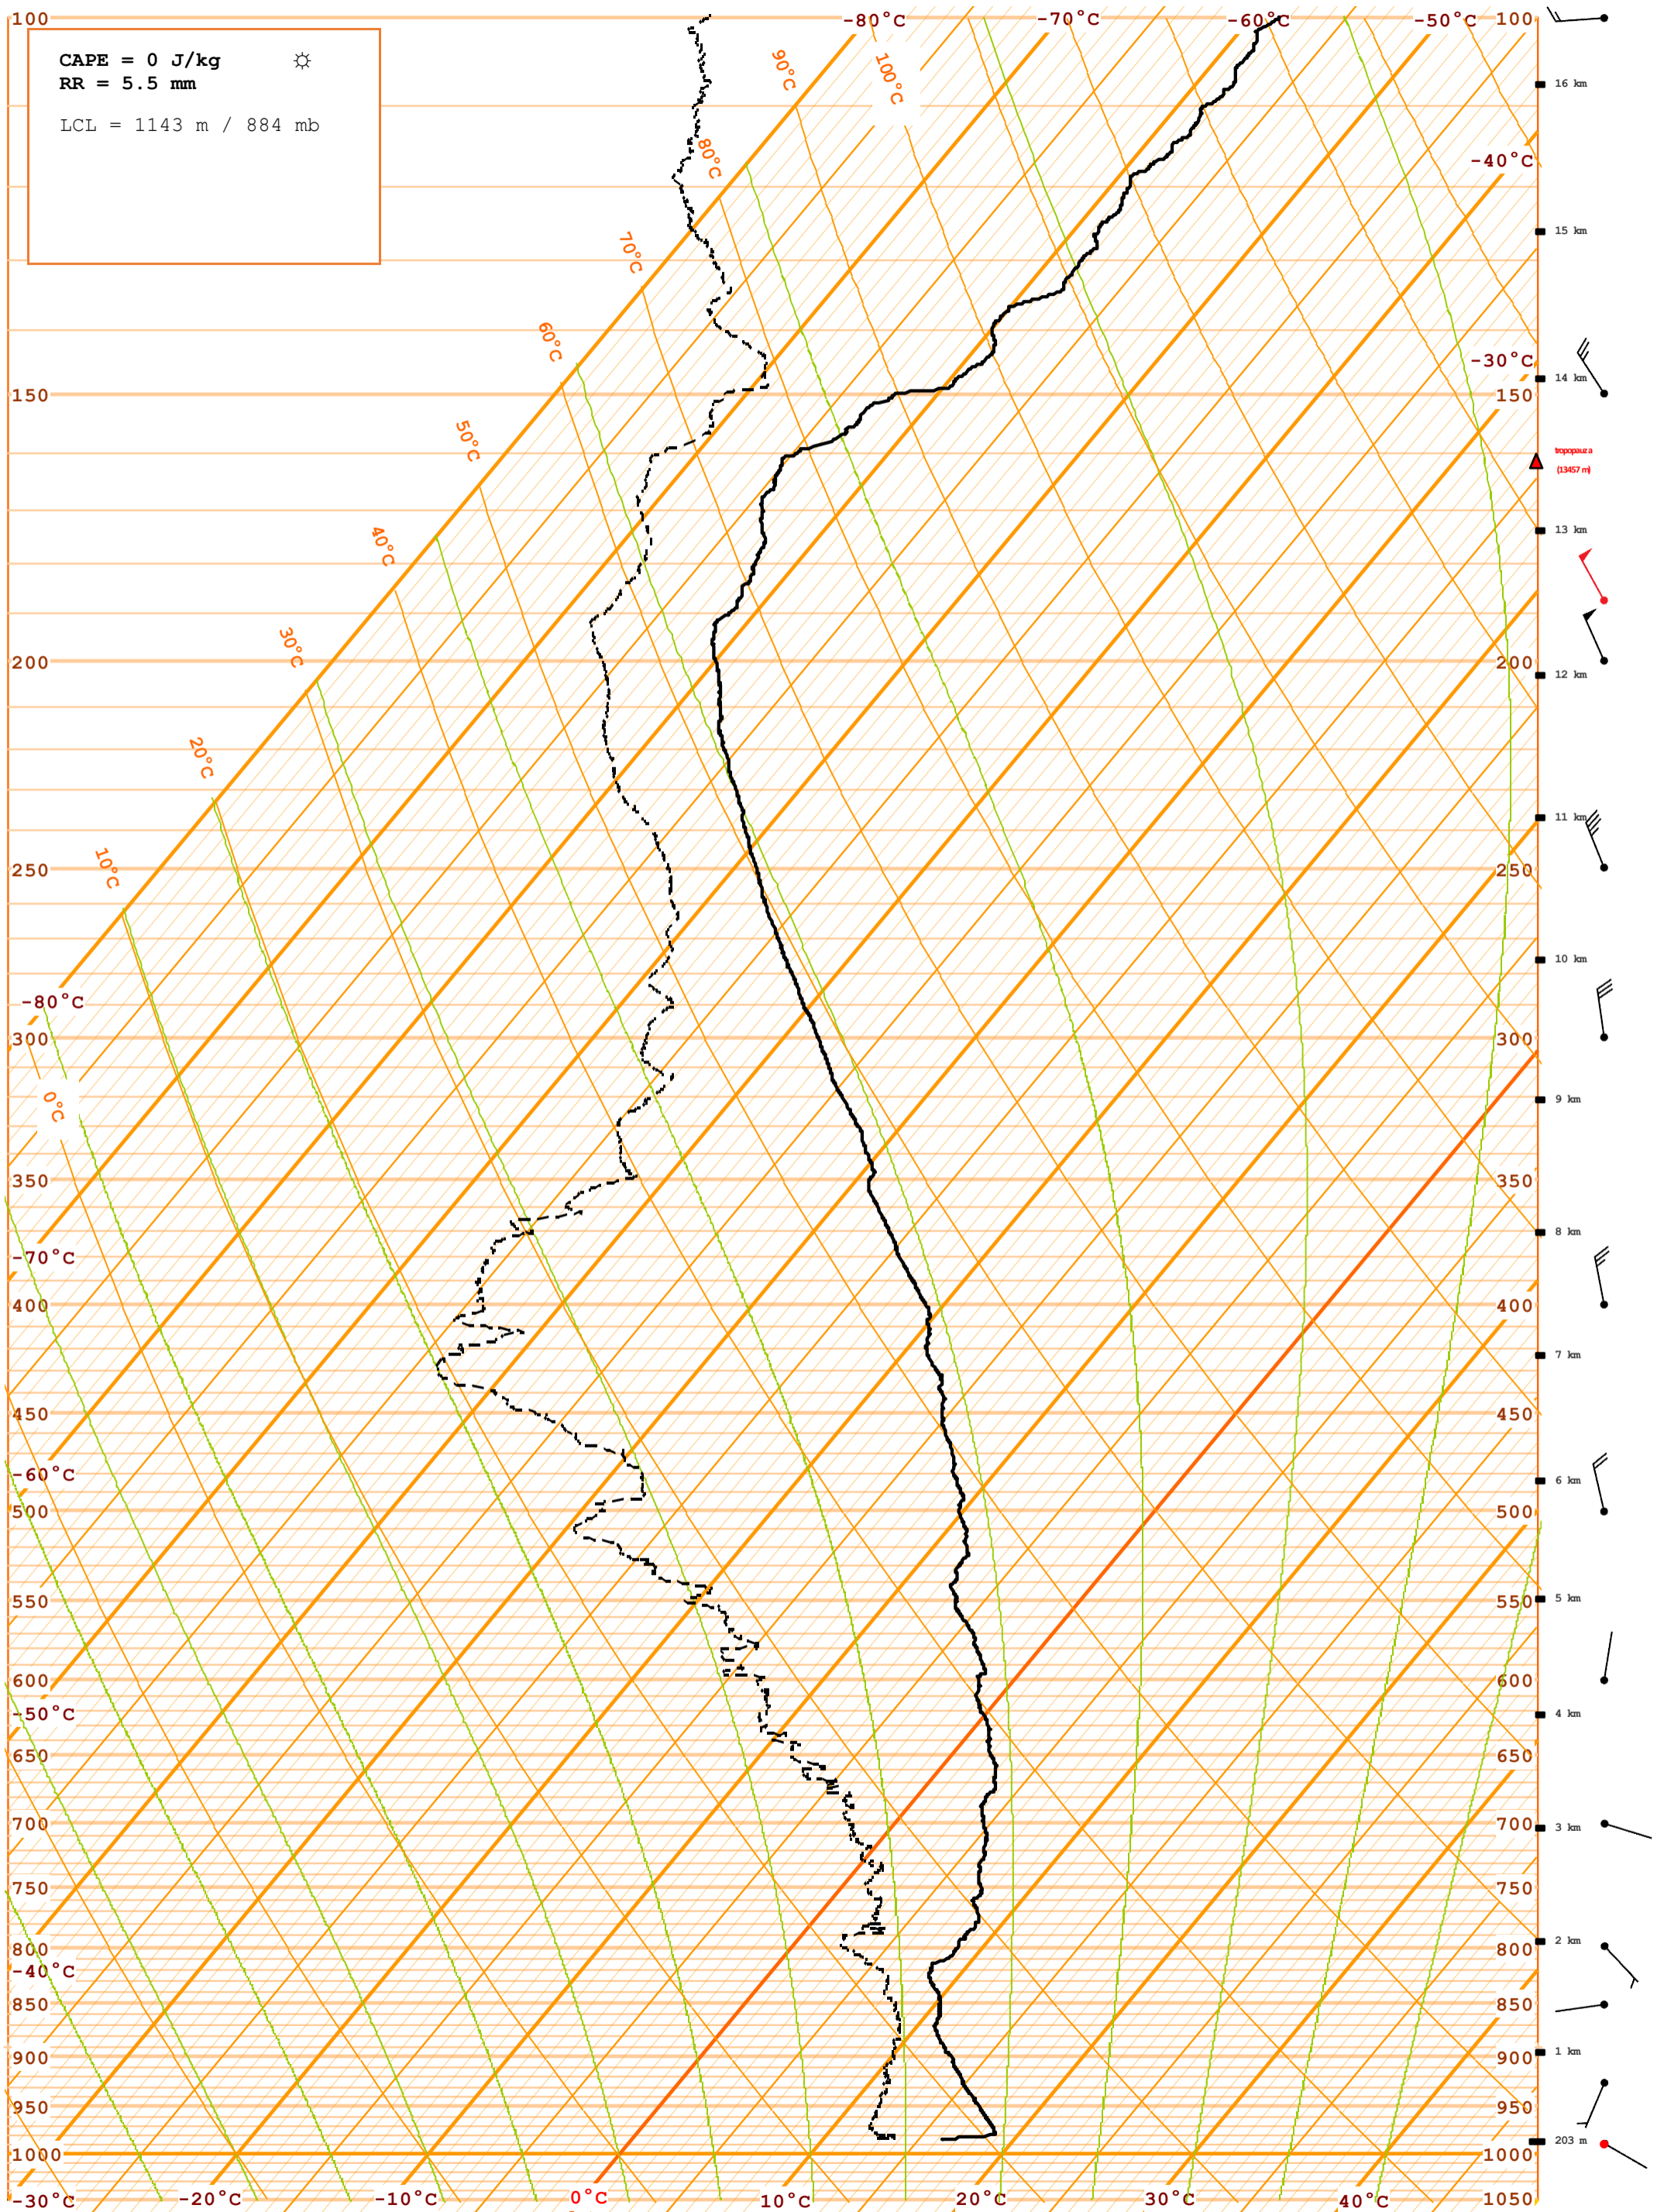 100 -80°C -70°C -60°C -50°C 100
CAPE = 0 J/kg ☼
RR = 5.5 mm
LCL = 1143 m / 884 mb
90°C 100°C
16 km
80°C
-40°C
70°C
15 km
60°C
-30°C
14 km
150 150
50°C
tropopauza
(13457 m)
40°C
13 km
30°C
200 200
12 km
20°C
11 km
10°C
250 250
10 km
-80°C
300 300
0°C
9 km
350 350
8 km
-70°C
400 400
7 km
450 450
-60°C
6 km
500 500
550 550
5 km
600 600
-50°C
4 km
650 650
700 700
3 km
750 750
2 km
800 800
-40°C
850 850
1 km
900 900
950 950
203 m
1000 1000
-30°C -20°C -10°C 0°C 10°C 20°C 30°C 40°C 1050